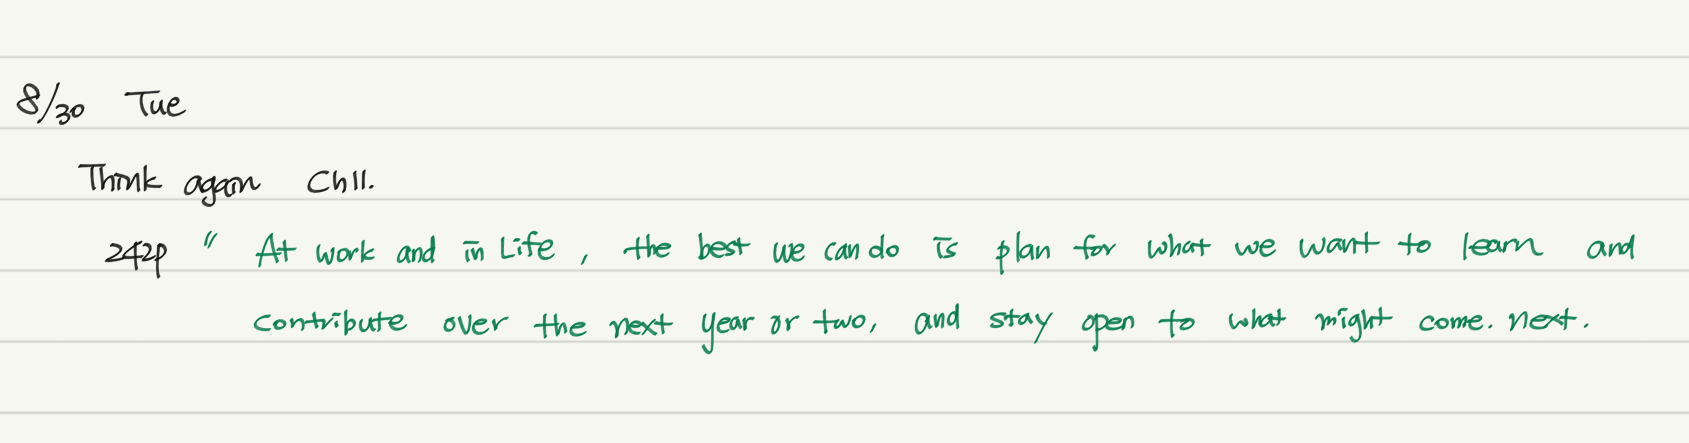 8/30 Tue
Think again Ch11.
242p " At work and in Life, the best we can do is plan for what we want to learn and
contribute over the next year or two, and stay open to what might come. next.